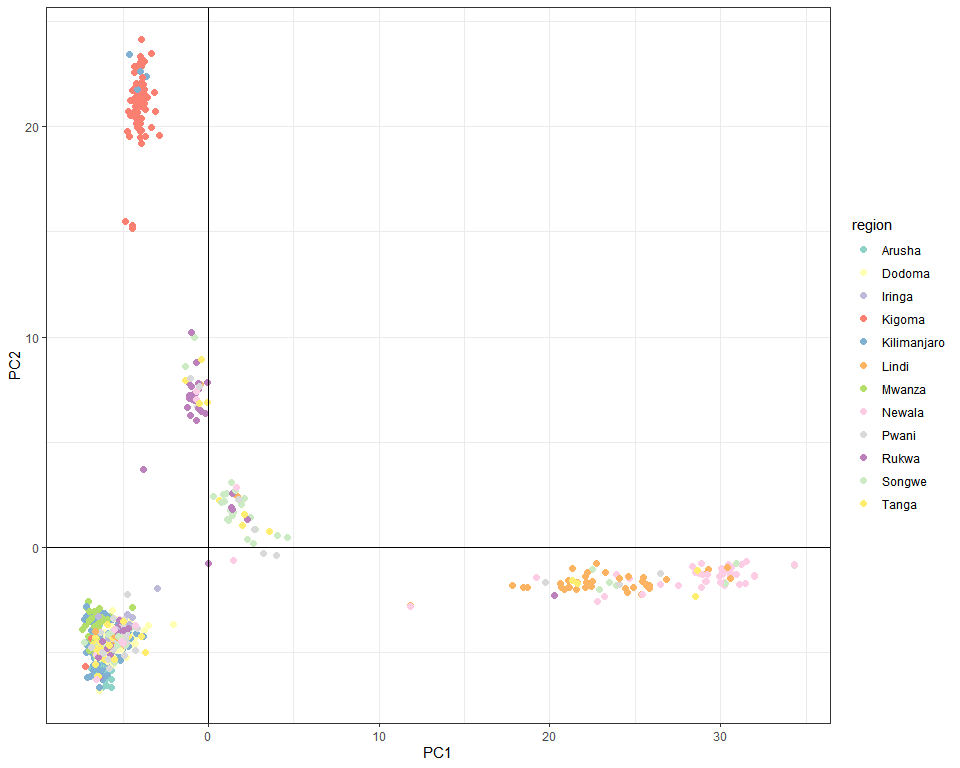 20
10
0
PC2
0
10
20
30
PC1
region
Arusha
Dodoma
Iringa
Kigoma
Kilimanjaro
Lindi
Mwanza
Newala
Pwani
Rukwa
Songwe
Tanga